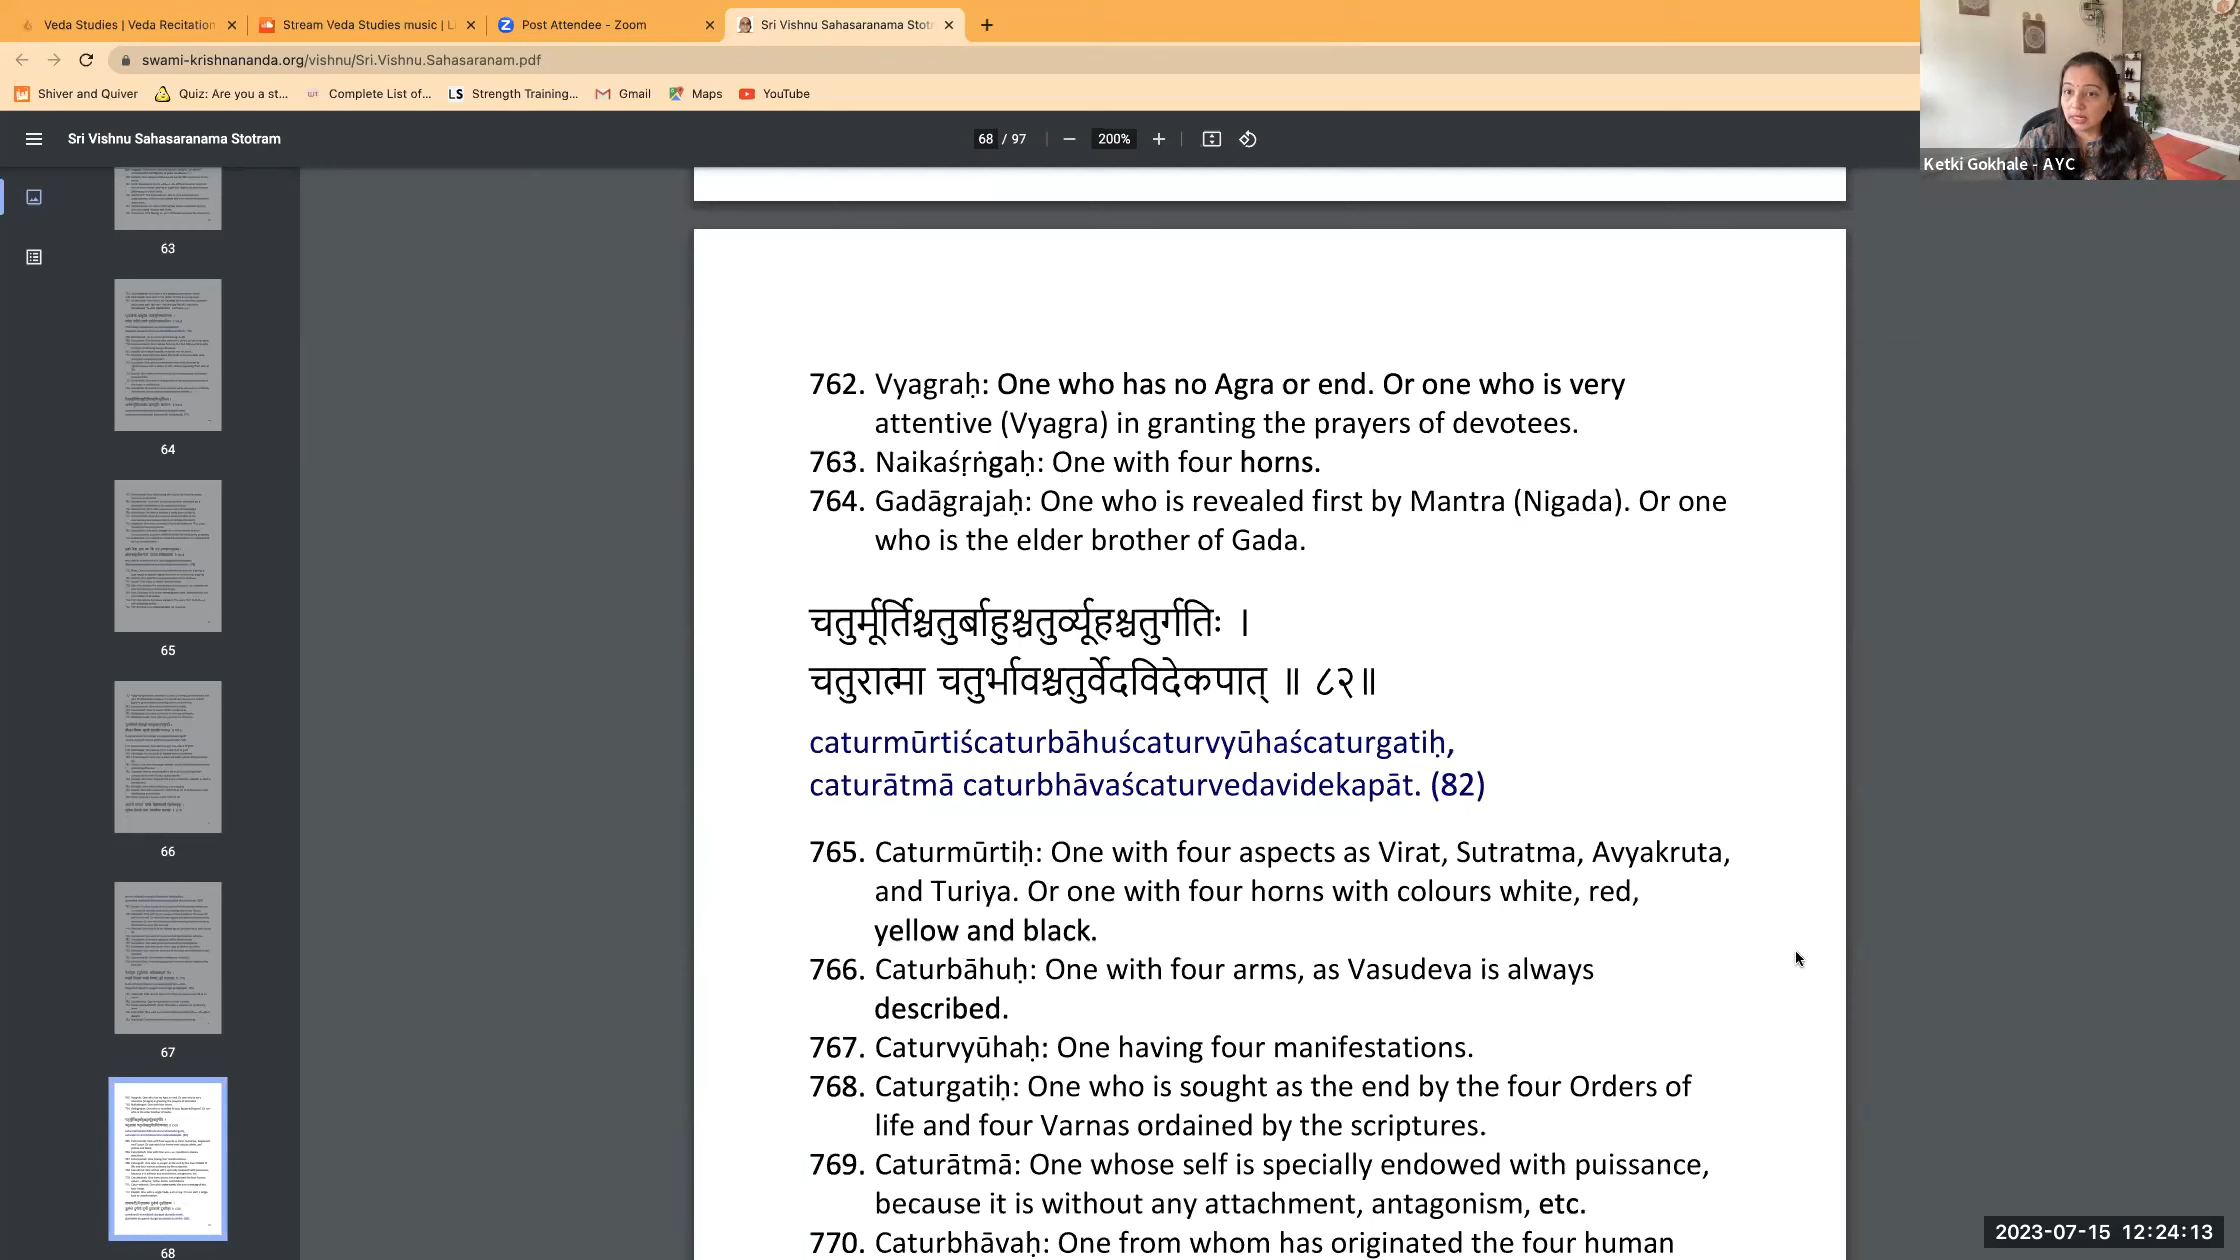 Veda Studies | Veda Recitation
Stream Veda Studies music | Li
Post Attendee - Zoom
Sri Vishnu Sahasaranama Stotr
swami-krishnananda.org/vishnu/Sri.Vishnu.Sahasaranam.pdf
Shiver and Quiver
Quiz: Are you a st...
WT Complete List of...
LS Strength Training...
Gmail
Maps
YouTube
Sri Vishnu Sahasaranama Stotram
68 / 97
200%
Ketki Gokhale - AYC
63
64
65
66
67
68
762. Vyagraḥ: One who has no Agra or end. Or one who is very
attentive (Vyagra) in granting the prayers of devotees.
763. Naikaśṛṅgaḥ: One with four horns.
764. Gadāgrajaḥ: One who is revealed first by Mantra (Nigada). Or one
who is the elder brother of Gada.
चतुर्मूर्तिश्चतुर्बाहुश्चतुर्व्यूहश्चतुर्गतिः ।
चतुरात्मा चतुर्भावश्चतुर्वेदविदेकपात् ॥ ८२॥
caturmūrtiścaturbāhuścaturvyūhaścaturgatiḥ,
caturātmā caturbhāvaścaturvedavidekapāt. (82)
765. Caturmūrtiḥ: One with four aspects as Virat, Sutratma, Avyakruta,
and Turiya. Or one with four horns with colours white, red,
yellow and black.
766. Caturbāhuḥ: One with four arms, as Vasudeva is always
described.
767. Caturvyūhaḥ: One having four manifestations.
768. Caturgatiḥ: One who is sought as the end by the four Orders of
life and four Varnas ordained by the scriptures.
769. Caturātmā: One whose self is specially endowed with puissance,
because it is without any attachment, antagonism, etc.
770. Caturbhāvaḥ: One from whom has originated the four human
2023-07-15 12:24:13